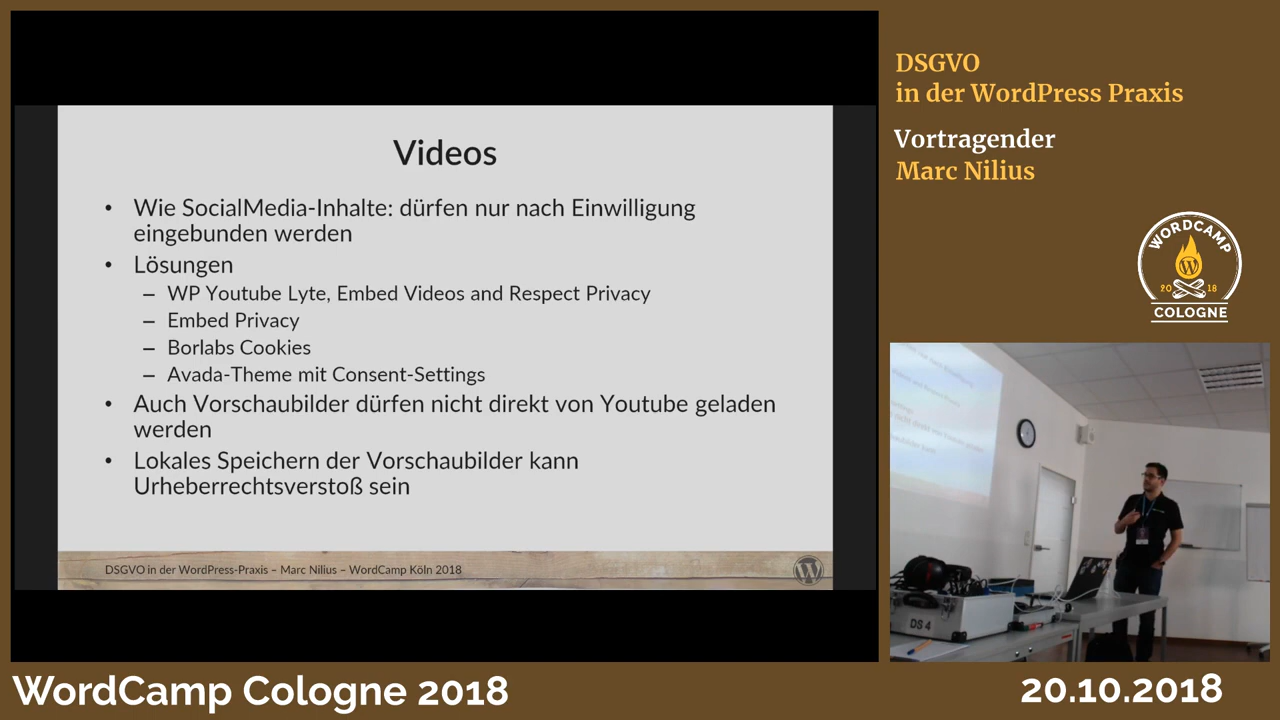 Videos
• Wie SocialMedia-Inhalte: dürfen nur nach Einwilligung
eingebunden werden
• Lösungen
– WP Youtube Lyte, Embed Videos and Respect Privacy
– Embed Privacy
– Borlabs Cookies
– Avada-Theme mit Consent-Settings
• Auch Vorschaubilder dürfen nicht direkt von Youtube geladen
werden
• Lokales Speichern der Vorschaubilder kann
Urheberrechtsverstoß sein
DSGVO in der WordPress-Praxis – Marc Nilius – WordCamp Köln 2018
DSGVO
in der WordPress Praxis
Vortragender
Marc Nilius
WORDCAMP
20 18
COLOGNE
DS 4
WordCamp Cologne 2018
20.10.2018